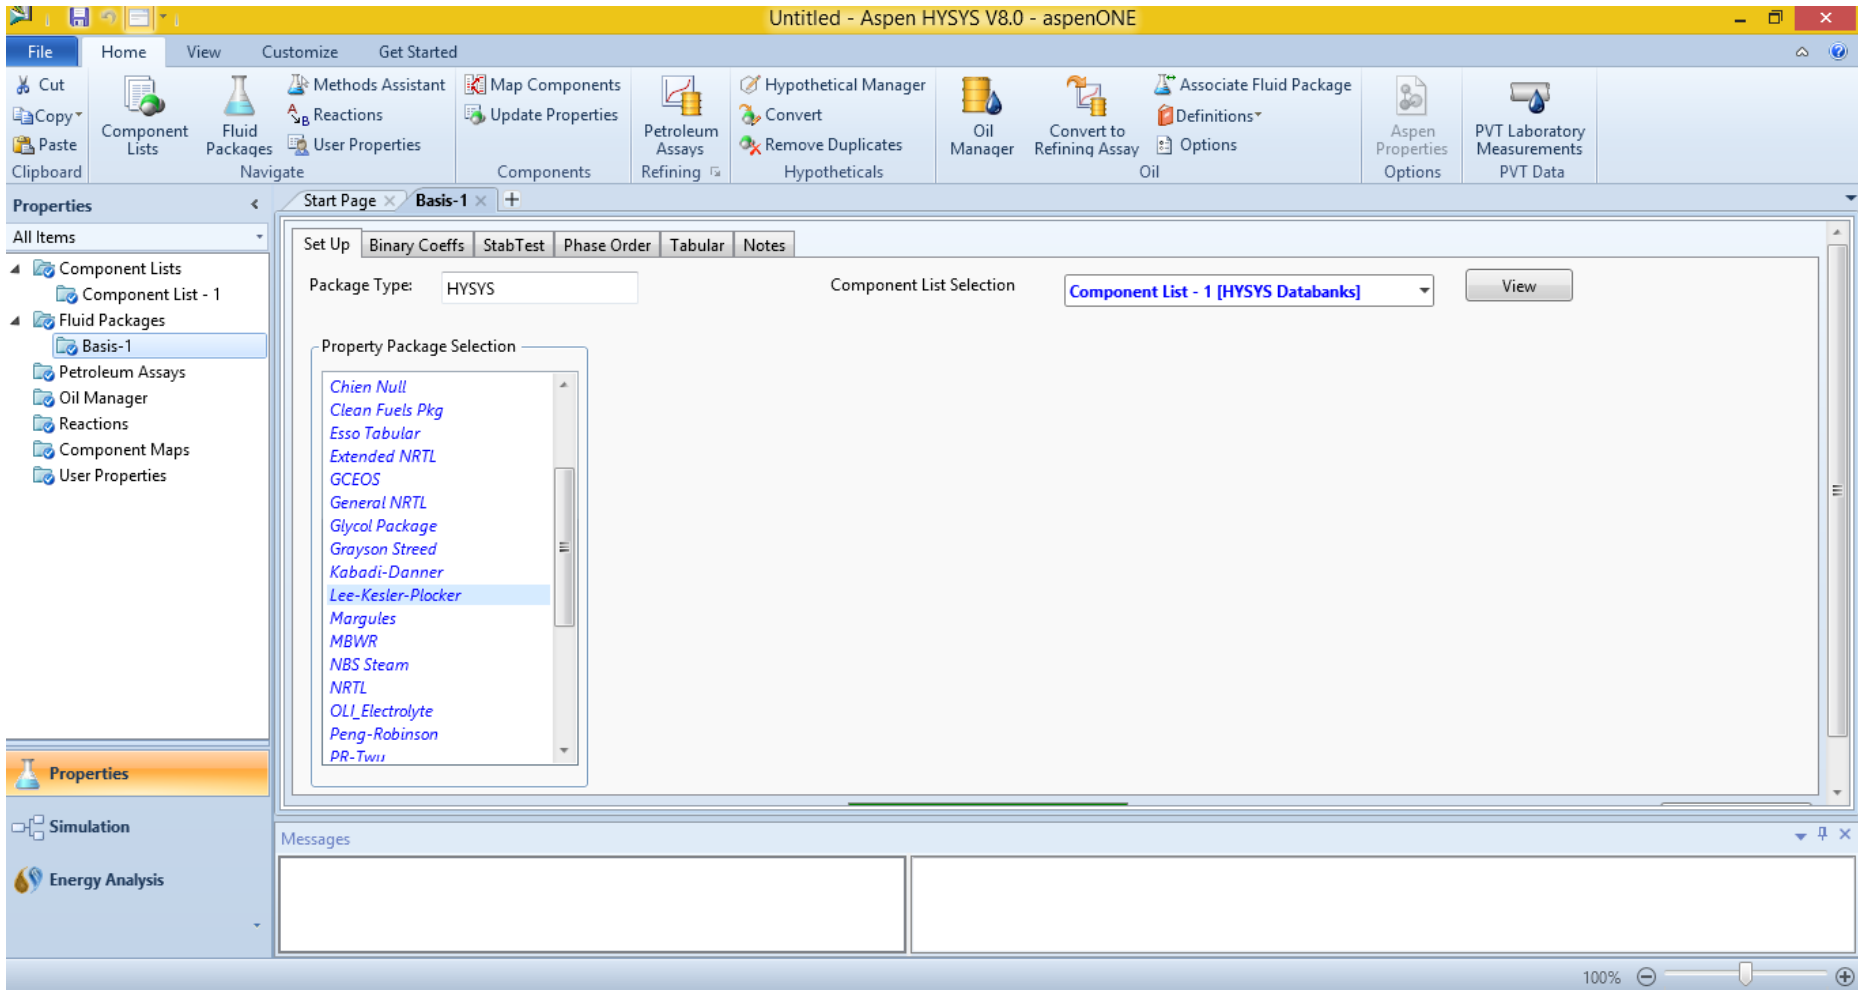 Untitled - Aspen HYSYS V8.0 - aspenONE
File Home View Customize Get Started
Cut
Copy
Paste
Clipboard
Component Lists
Fluid Packages
Methods Assistant
Reactions
User Properties
Navigate
Map Components
Update Properties
Components
Petroleum Assays
Refining
Hypothetical Manager
Convert
Remove Duplicates
Hypotheticals
Oil Manager
Convert to Refining Assay
Associate Fluid Package
Definitions
Options
Oil
Aspen Properties
Options
PVT Laboratory Measurements
PVT Data
Properties
All Items
Component Lists
Component List - 1
Fluid Packages
Basis-1
Petroleum Assays
Oil Manager
Reactions
Component Maps
User Properties
Properties
Simulation
Energy Analysis
Start Page Basis-1
Set Up Binary Coeffs StabTest Phase Order Tabular Notes
Package Type: HYSYS Component List Selection Component List - 1 [HYSYS Databanks] View
Property Package Selection
Chien Null
Clean Fuels Pkg
Esso Tabular
Extended NRTL
GCEOS
General NRTL
Glycol Package
Grayson Streed
Kabadi-Danner
Lee-Kesler-Plocker
Margules
MBWR
NBS Steam
NRTL
OLI_Electrolyte
Peng-Robinson
PR-Twu
Messages
100%